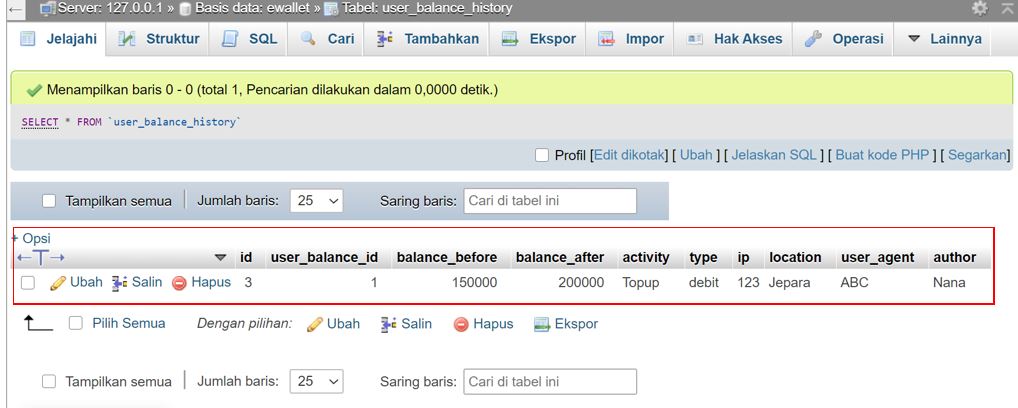 Server: 127.0.0.1 » Basis data: ewallet » Tabel: user_balance_history
Jelajahi Struktur SQL Cari Tambahkan Ekspor Impor Hak Akses Operasi Lainnya
Menampilkan baris 0 - 0 (total 1, Pencarian dilakukan dalam 0,0000 detik.)
SELECT * FROM `user_balance_history`
Profil [Edit dikotak] [ Ubah ] [ Jelaskan SQL ] [ Buat kode PHP ] [ Segarkan]
Tampilkan semua Jumlah baris: 25 Saring baris: Cari di tabel ini
+ Opsi
←T→ id user_balance_id balance_before balance_after activity type ip location user_agent author
Ubah Salin Hapus 3 1 150000 200000 Topup debit 123 Jepara ABC Nana
Pilih Semua Dengan pilihan: Ubah Salin Hapus Ekspor
Tampilkan semua Jumlah baris: 25 Saring baris: Cari di tabel ini